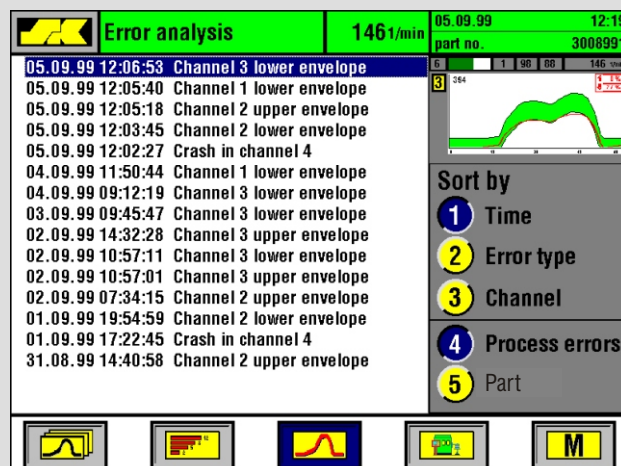 Error analysis
146 1/min
05.09.99 12:19
part no. 3008991
6 1 98 88 146 1/min
3 364
05.09.99 12:06:53 Channel 3 lower envelope
05.09.99 12:05:40 Channel 1 lower envelope
05.09.99 12:05:18 Channel 2 upper envelope
05.09.99 12:03:45 Channel 2 lower envelope
05.09.99 12:02:27 Crash in channel 4
04.09.99 11:50:44 Channel 1 lower envelope
04.09.99 09:12:19 Channel 3 lower envelope
03.09.99 09:45:47 Channel 3 lower envelope
02.09.99 14:32:28 Channel 3 upper envelope
02.09.99 10:57:11 Channel 3 lower envelope
02.09.99 10:57:01 Channel 3 upper envelope
02.09.99 07:34:15 Channel 2 upper envelope
01.09.99 19:54:59 Channel 2 lower envelope
01.09.99 17:22:45 Crash in channel 4
31.08.99 14:40:58 Channel 2 upper envelope
Sort by
1 Time
2 Error type
3 Channel
4 Process errors
5 Part
M